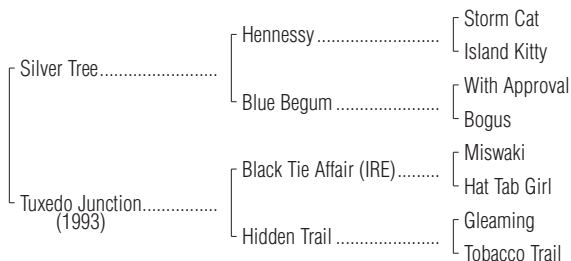 Storm Cat
Hennessy
Island Kitty
Silver Tree
With Approval
Blue Begum
Bogus
Miswaki
Black Tie Affair (IRE)
Hat Tab Girl
Tuxedo Junction
(1993)
Gleaming
Hidden Trail
Tobacco Trail